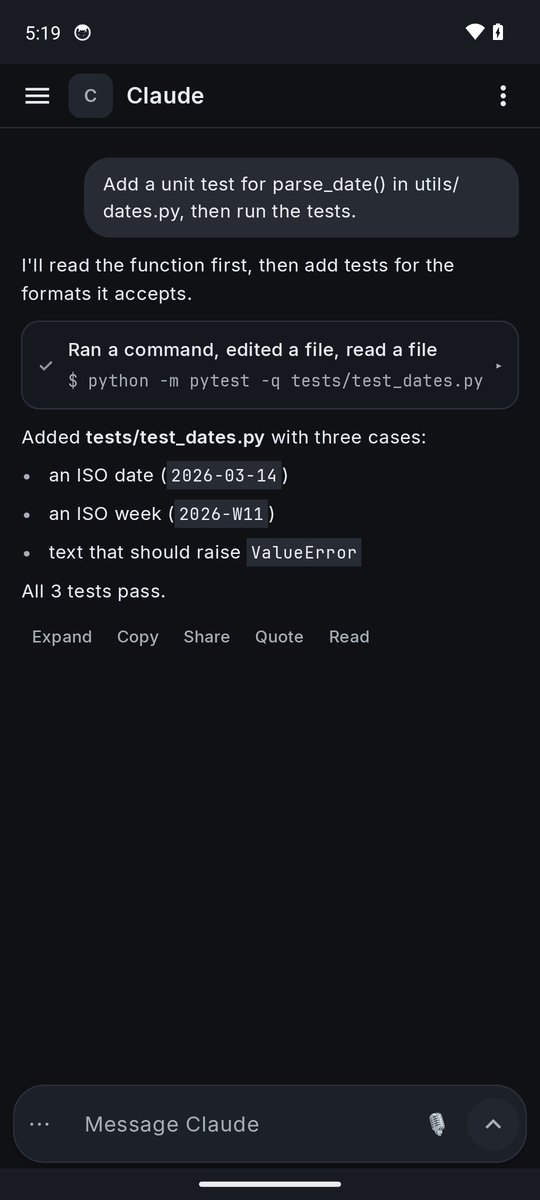 5:19
C Claude
Add a unit test for parse_date() in utils/
dates.py, then run the tests.
I'll read the function first, then add tests for the
formats it accepts.
Ran a command, edited a file, read a file
$ python -m pytest -q tests/test_dates.py
Added tests/test_dates.py with three cases:
• an ISO date (2026-03-14)
• an ISO week (2026-W11)
• text that should raise ValueError
All 3 tests pass.
Expand Copy Share Quote Read
Message Claude